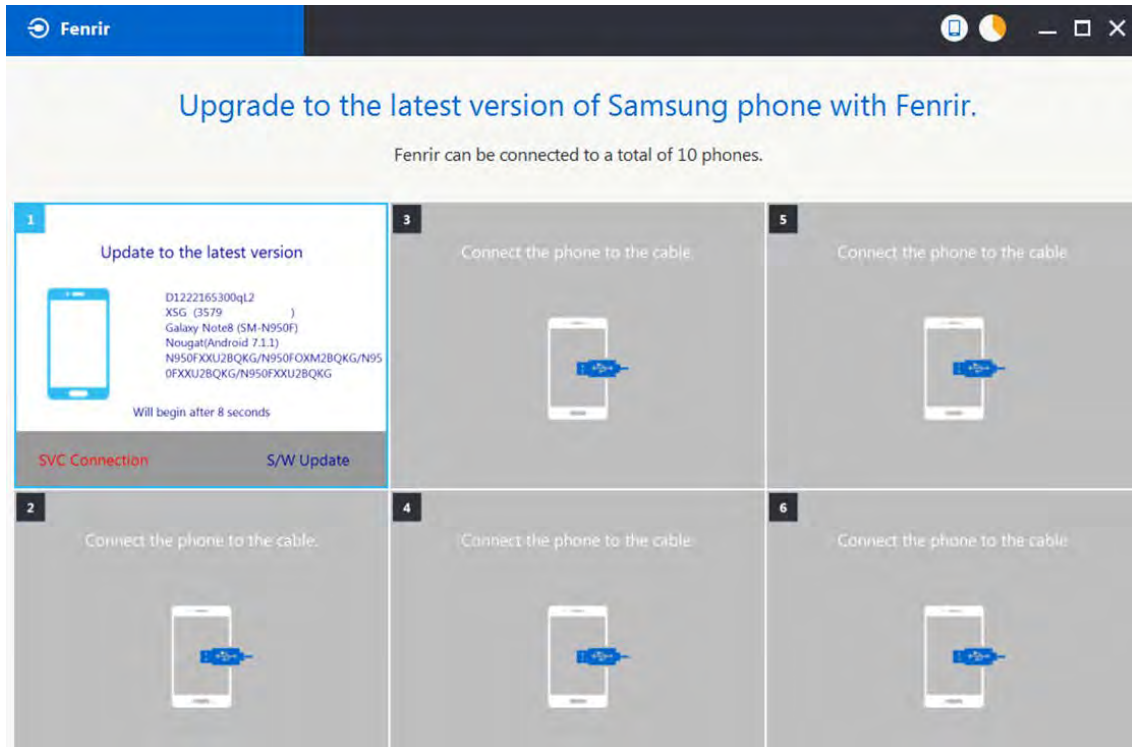 Fenrir
Upgrade to the latest version of Samsung phone with Fenrir.
Fenrir can be connected to a total of 10 phones.
1
Update to the latest version
D1222165300qL2
XSG (3579 )
Galaxy Note8 (SM-N950F)
Nougat(Android 7.1.1)
N950FXXU2BQKG/N950FOXM2BQKG/N95
0FXXU2BQKG/N950FXXU2BQKG
Will begin after 8 seconds
SVC Connection
S/W Update
2
Connect the phone to the cable.
3
Connect the phone to the cable.
4
Connect the phone to the cable.
5
Connect the phone to the cable
6
Connect the phone to the cable